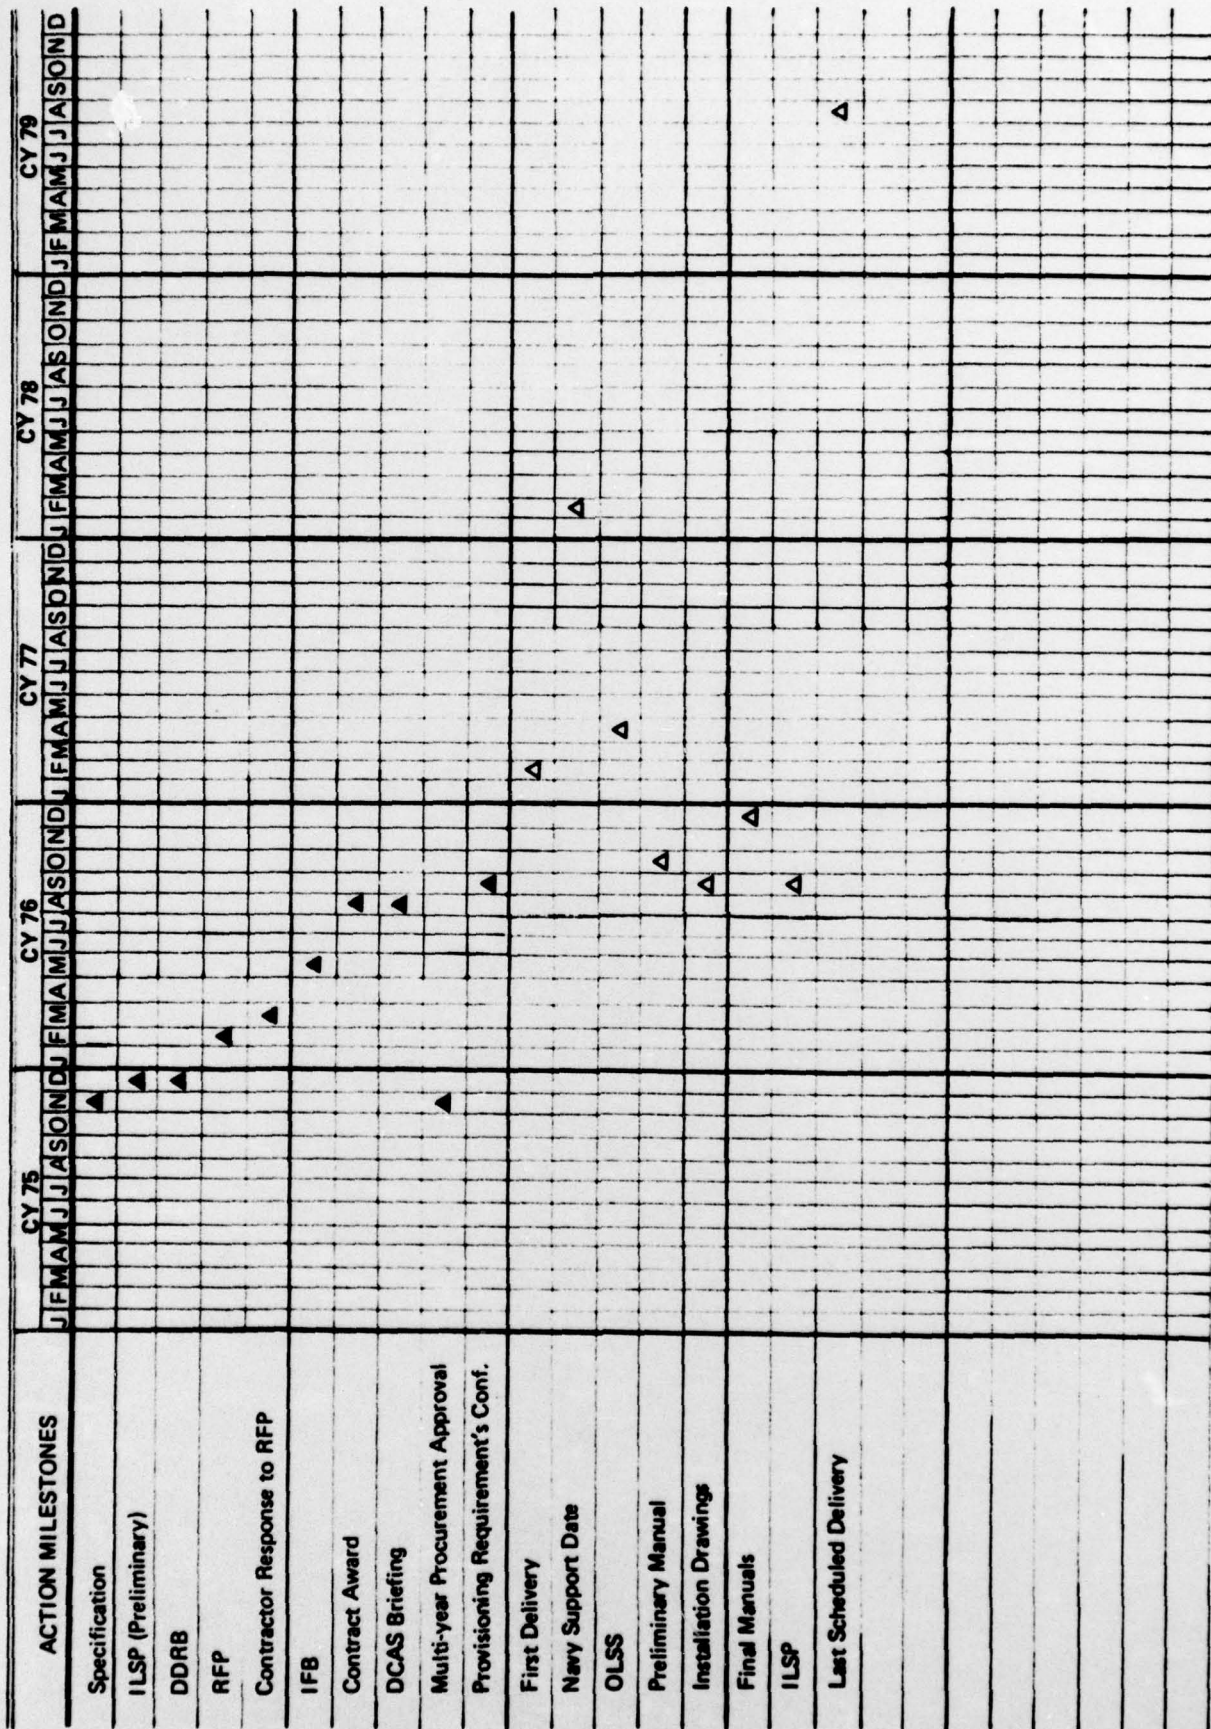 ACTION MILESTONES
CY 75
CY 76
CY 77
CY 78
CY 79
J F M A M J J A S O N D J F M A M J J A S O N D J F M A M J J A S O N D J F M A M J J A S O N D J F M A M J J A S O N D
Specification
ILSP (Preliminary)
DDRB
RFP
Contractor Response to RFP
IFB
Contract Award
DCAS Briefing
Multi-year Procurement Approval
Provisioning Requirement's Conf.
First Delivery
Navy Support Date
OLSS
Preliminary Manual
Installation Drawings
Final Manuals
ILSP
Last Scheduled Delivery